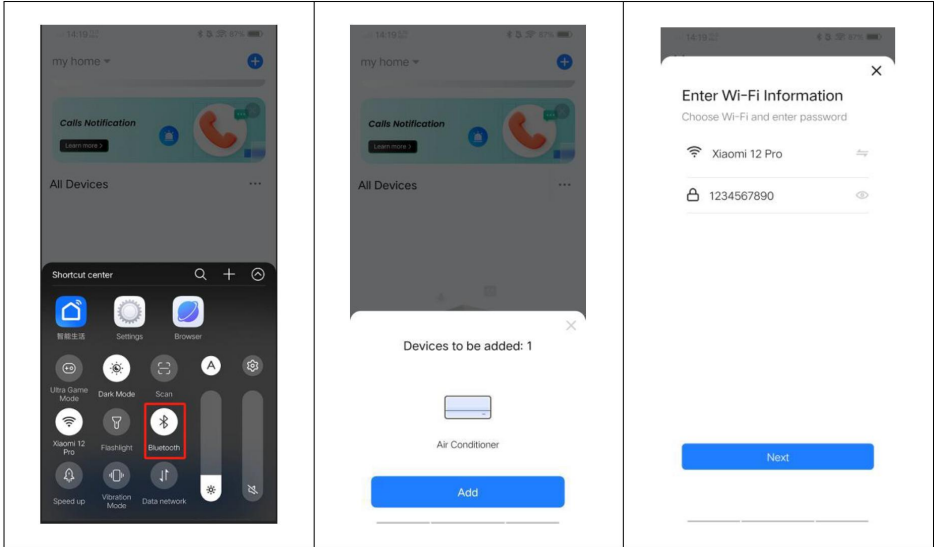 14:19
87%
my home
Calls Notification
Learn more >
All Devices
Shortcut center
智能生活
Settings
Browser
A
Ultra Game
Mode
Dark Mode
Scan
Xiaomi 12
Pro
Flashlight
Bluetooth
Speed up
Vibration
Mode
Data network
14:19
87%
my home
Calls Notification
Learn more >
All Devices
Devices to be added: 1
Air Conditioner
Add
14:19
87%
Enter Wi-Fi Information
Choose Wi-Fi and enter password
Xiaomi 12 Pro
1234567890
Next